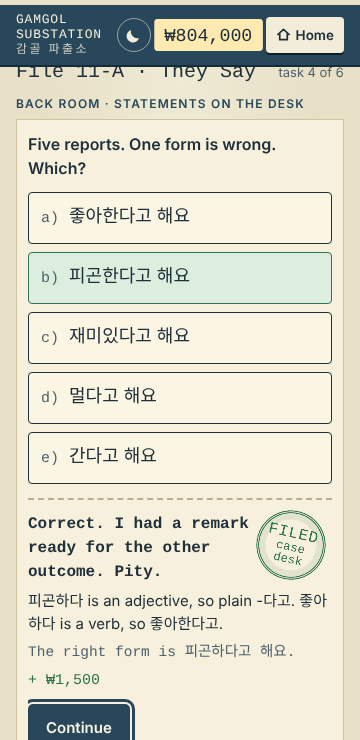 GAMGOL
SUBSTATION
감골 파출소
₩804,000
Home
File 11-A · They Say
task 4 of 6
BACK ROOM · STATEMENTS ON THE DESK
Five reports. One form is wrong.
Which?
a) 좋아한다고 해요
b) 피곤한다고 해요
c) 재미있다고 해요
d) 멀다고 해요
e) 간다고 해요
Correct. I had a remark
ready for the other
outcome. Pity.
FILED
case
desk
피곤하다 is an adjective, so plain -다고. 좋아
하다 is a verb, so 좋아한다고.
The right form is 피곤하다고 해요.
+ ₩1,500
Continue